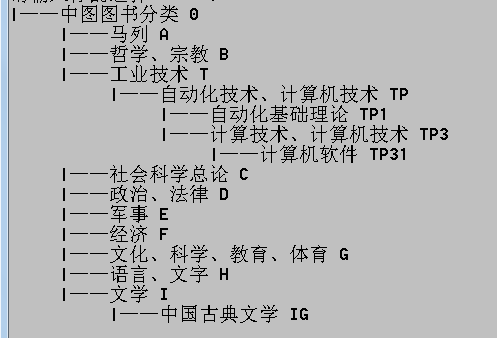 |——中图图书分类 0
|——马列 A
|——哲学、宗教 B
|——工业技术 T
|——自动化技术、计算机技术 TP
|——自动化基础理论 TP1
|——计算技术、计算机技术 TP3
|——计算机软件 TP31
|——社会科学总论 C
|——政治、法律 D
|——军事 E
|——经济 F
|——文化、科学、教育、体育 G
|——语言、文字 H
|——文学 I
|——中国古典文学 IG